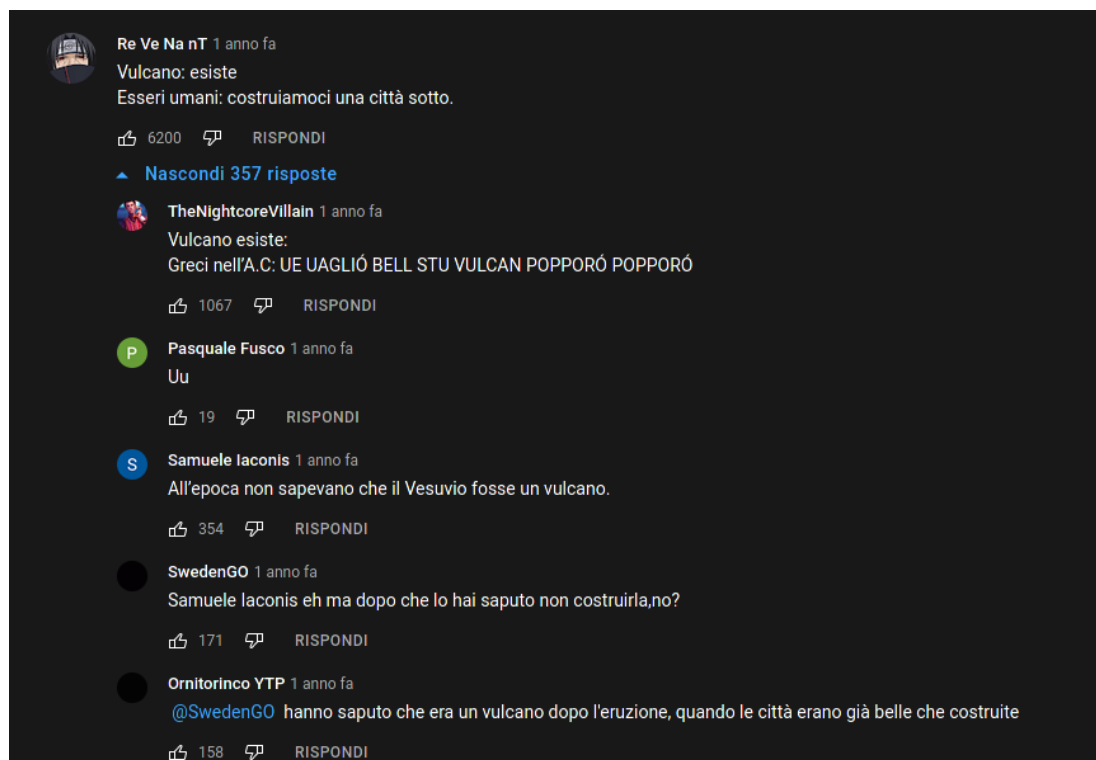 Re Ve Na nT 1 anno fa
Vulcano: esiste
Esseri umani: costruiamoci una città sotto.
6200 RISPONDI
Nascondi 357 risposte
TheNightcoreVillain 1 anno fa
Vulcano esiste:
Greci nell'A.C: UE UAGLIÓ BELL STU VULCAN POPPORÓ POPPORÓ
1067 RISPONDI
P
Pasquale Fusco 1 anno fa
Uu
19 RISPONDI
S
Samuele Iaconis 1 anno fa
All'epoca non sapevano che il Vesuvio fosse un vulcano.
354 RISPONDI
SwedenGO 1 anno fa
Samuele Iaconis eh ma dopo che lo hai saputo non costruirla,no?
171 RISPONDI
Ornitorinco YTP 1 anno fa
@SwedenGO hanno saputo che era un vulcano dopo l'eruzione, quando le città erano già belle che costruite
158 RISPONDI